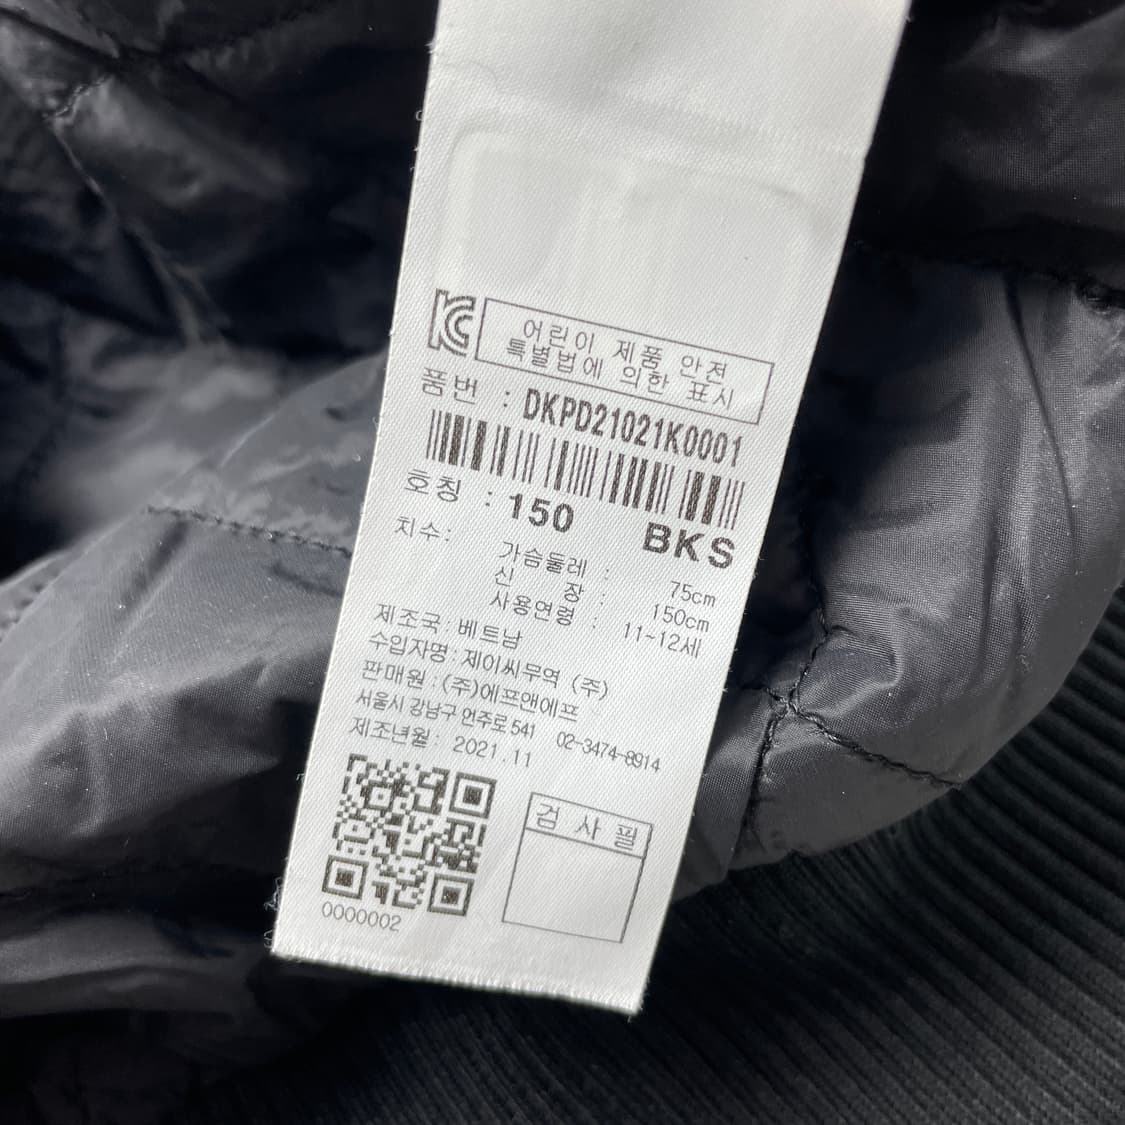 KC
어린이 제품 안전
특별법에 의한 표시
품번 : DKPD21021K0001
호칭 : 150 BKS
치수:
가슴둘레 : 75cm
신 장 : 150cm
사용연령 : 11~12세
제조국:베트남
수입자명:제이씨무역 (주)
판매원:(주)에프앤에프
서울시 강남구 언주로 541 02-3474-8914
제조년월: 2021.11
검 사 필
0000002